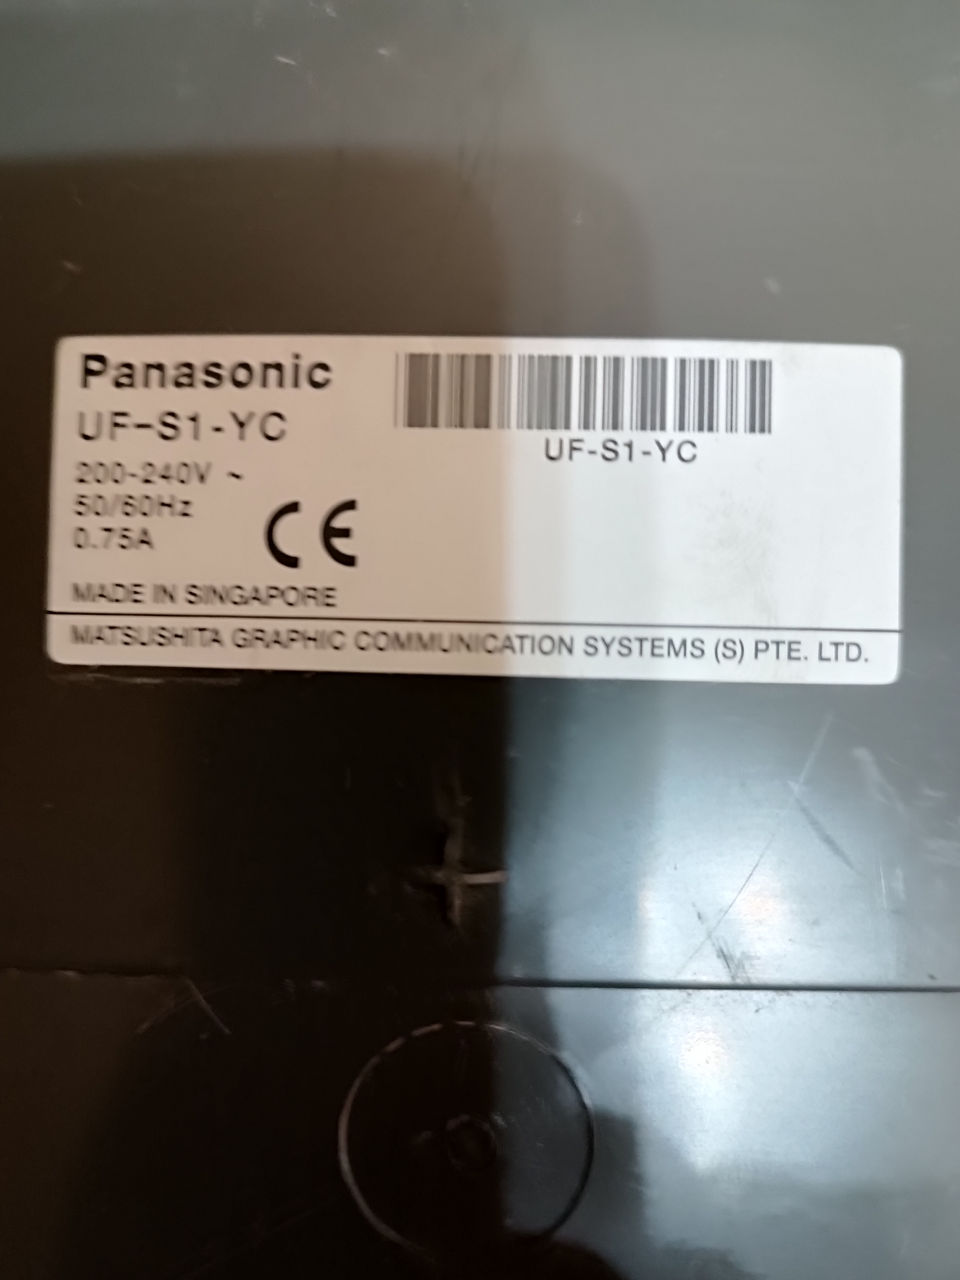 Panasonic
UF-S1-YC
UF-S1-YC
200-240V ~
50/60Hz
0.75A
CE
MADE IN SINGAPORE
MATSUSHITA GRAPHIC COMMUNICATION SYSTEMS (S) PTE. LTD.